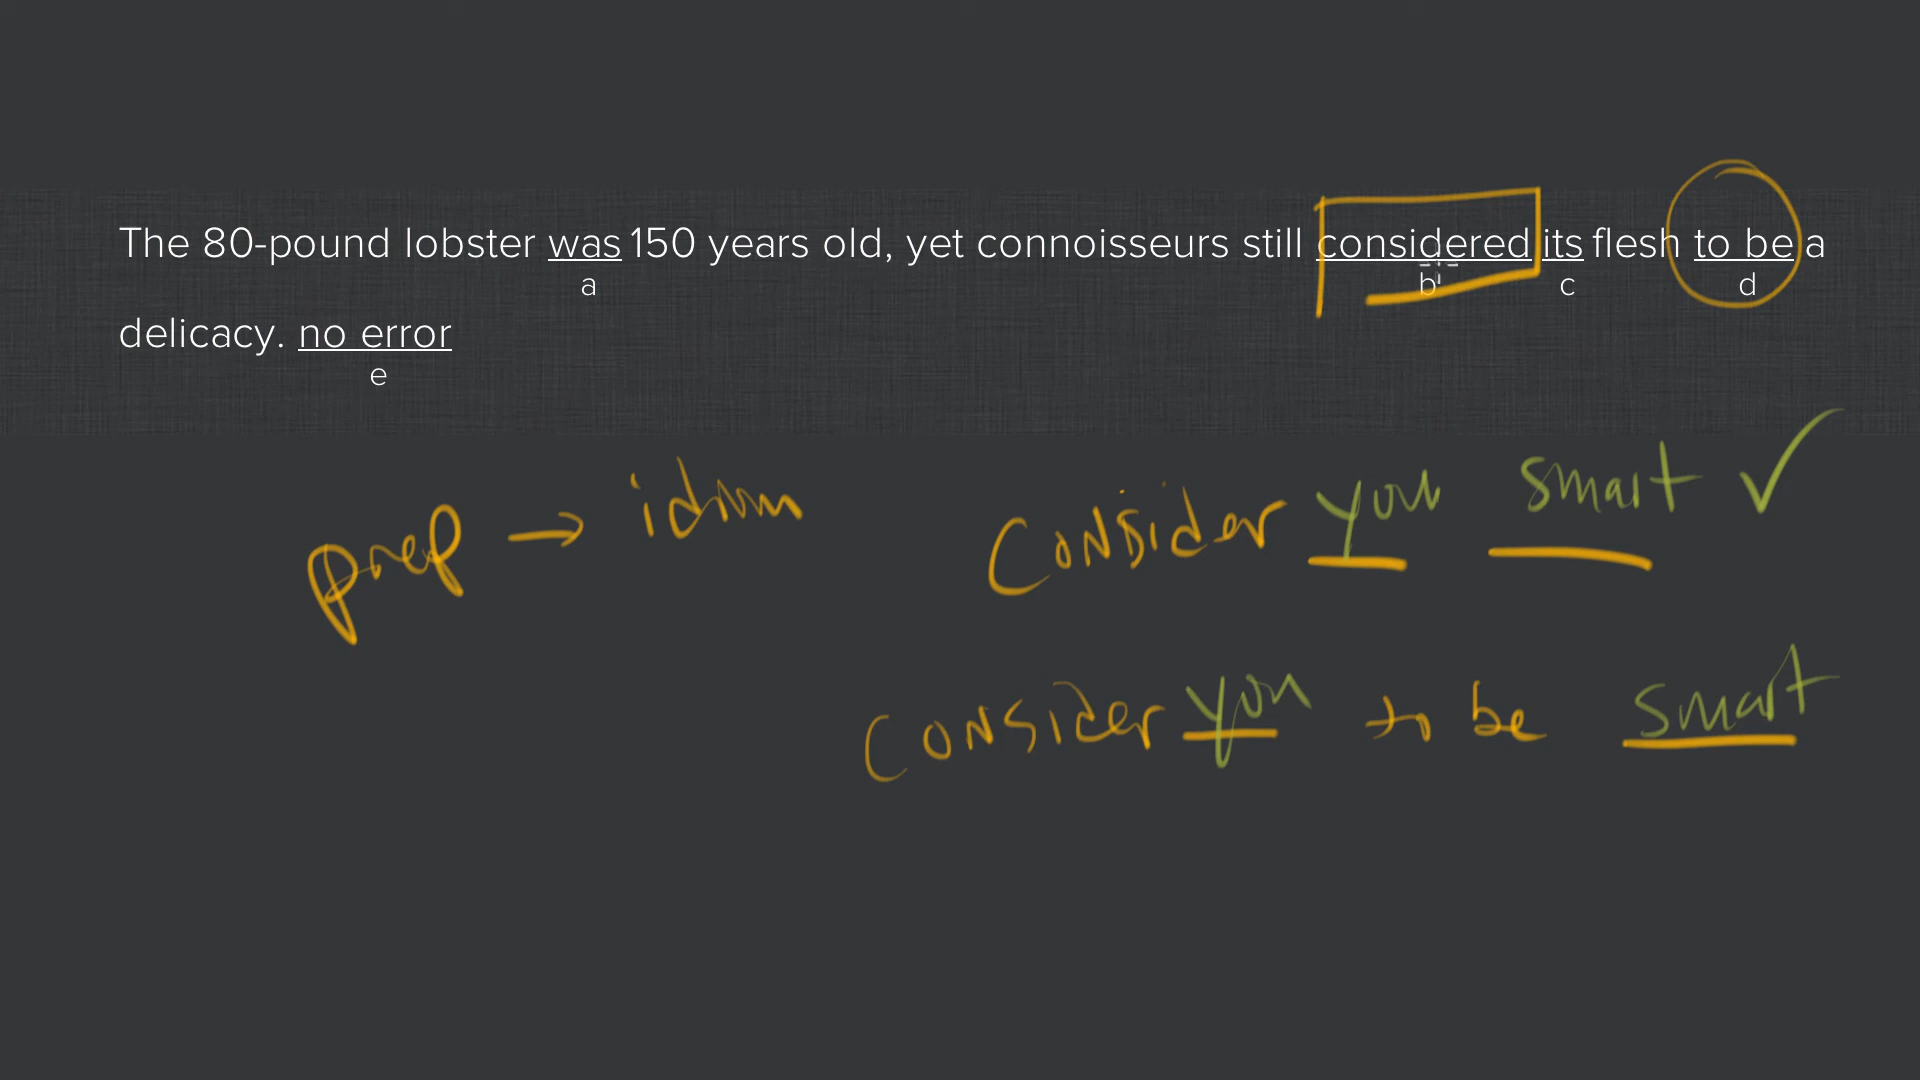 The 80-pound lobster was 150 years old, yet connoisseurs still considered its flesh to be a
a b c d
delicacy. no error
e
prep → idiom
Consider you smart ✓
Consider you to be smart